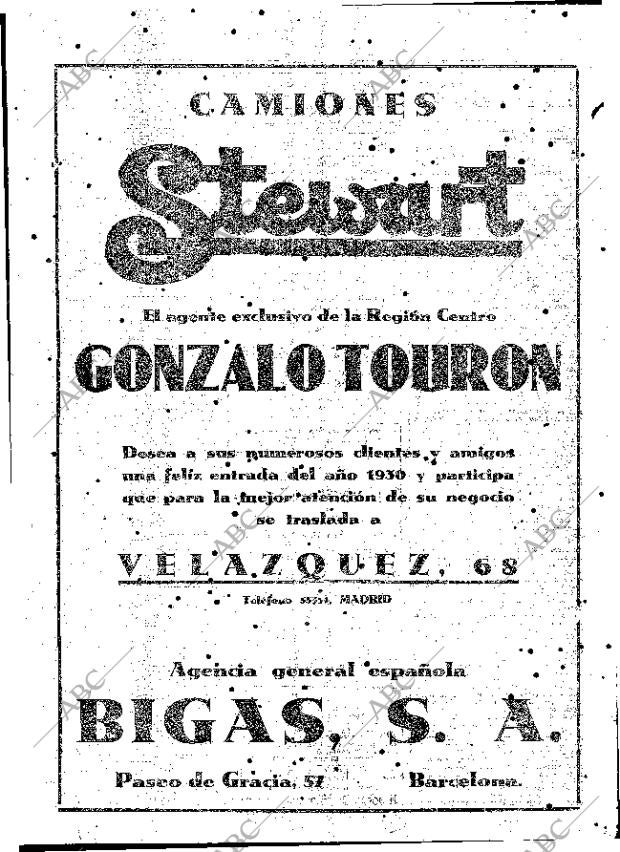 CAMIONES
Stewart
El agente exclusivo de la Región Centro
GONZALO TOURON
Desea a sus numerosos clientes y amigos
una feliz entrada del año 1930 y participa
que para la mejor atención de su negocio
se traslada a
VELAZQUEZ, 68
Teléfono MADRID
Agencia general española
BIGAS, S. A.
Paseo de Gracia, 57 Barcelona.